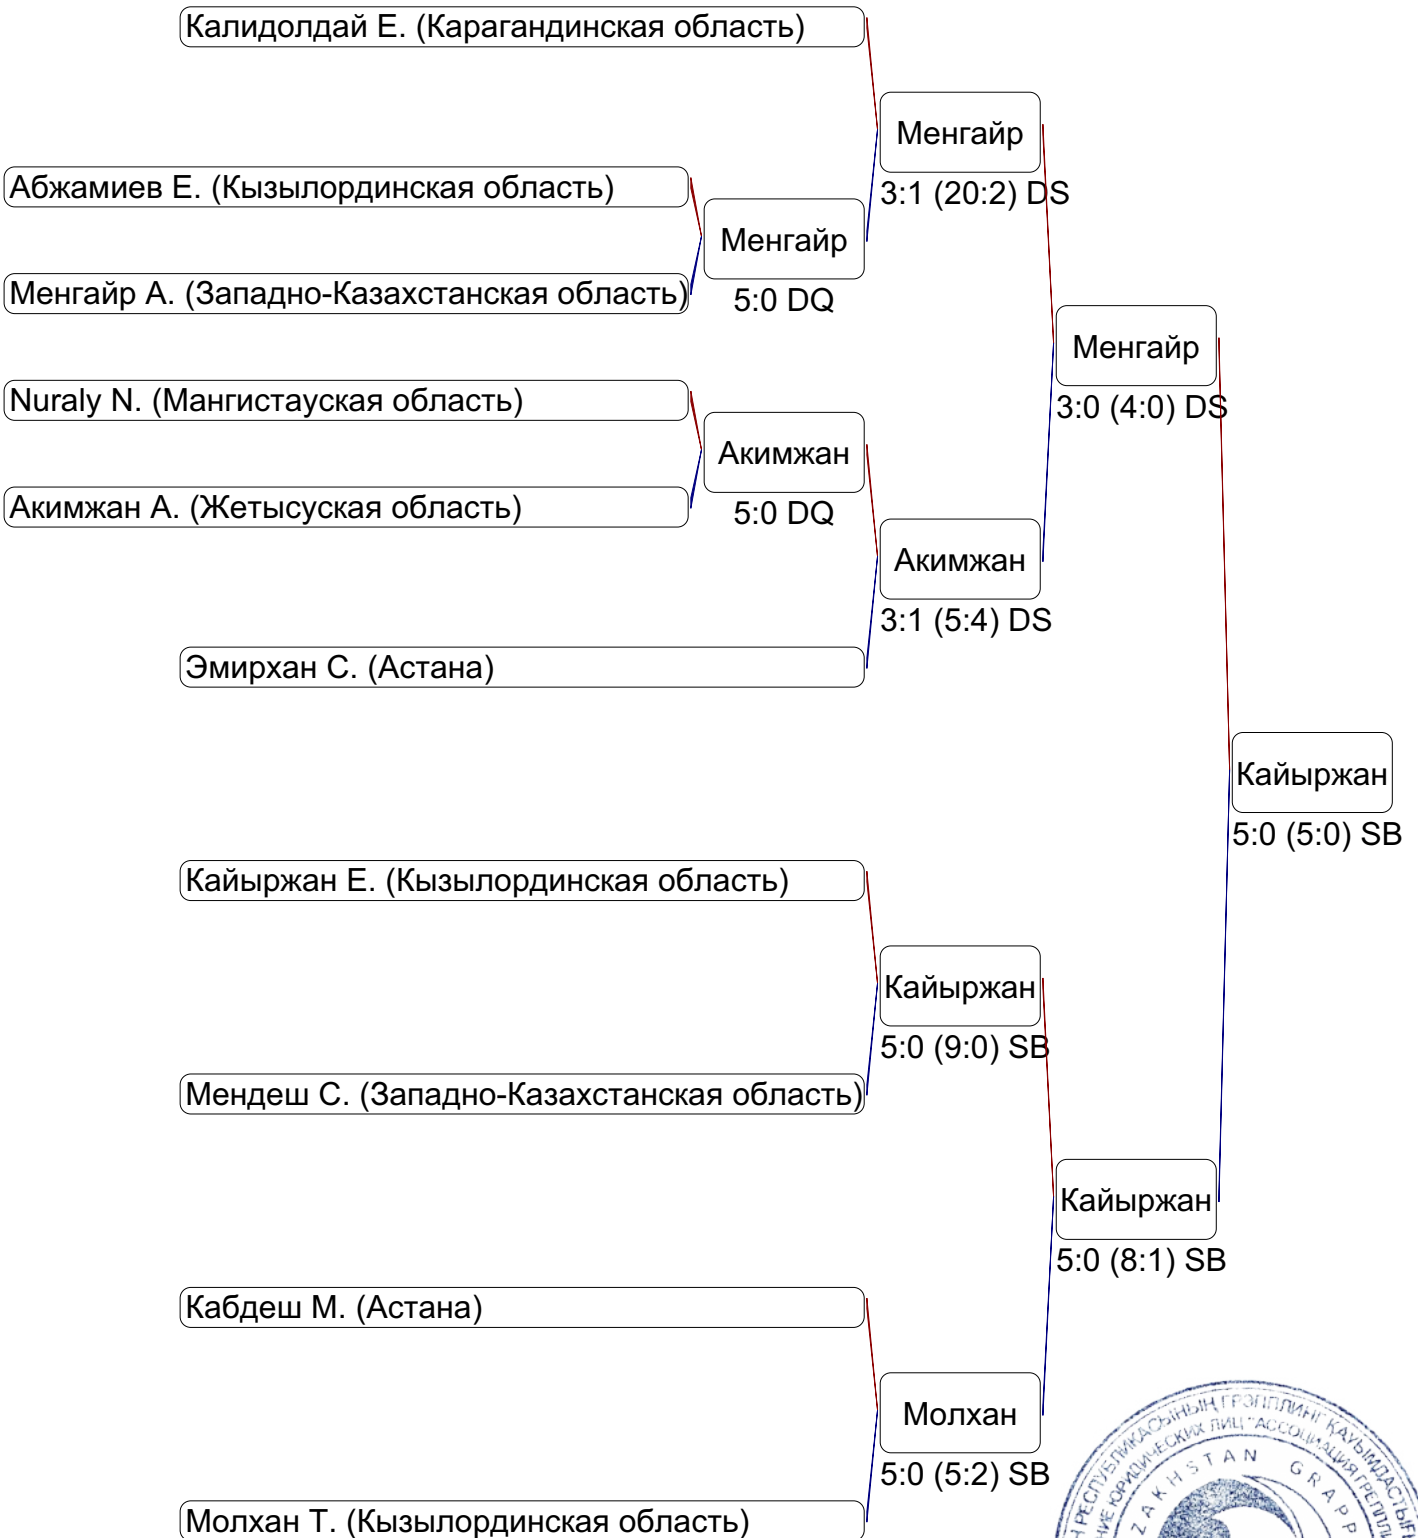 Калидолдай Е. (Карагандинская область)
Менгайр
3:1 (20:2) DS
Абжамиев Е. (Кызылординская область)
Менгайр
5:0 DQ
Менгайр А. (Западно-Казахстанская область)
Менгайр
3:0 (4:0) DS
Nuraly N. (Мангистауская область)
Акимжан
5:0 DQ
Акимжан А. (Жетысуская область)
Акимжан
3:1 (5:4) DS
Эмирхан С. (Астана)
Кайыржан
5:0 (5:0) SB
Кайыржан Е. (Кызылординская область)
Кайыржан
5:0 (9:0) SB
Мендеш С. (Западно-Казахстанская область)
Кайыржан
5:0 (8:1) SB
Кабдеш М. (Астана)
Молхан
5:0 (5:2) SB
Молхан Т. (Кызылординская область)